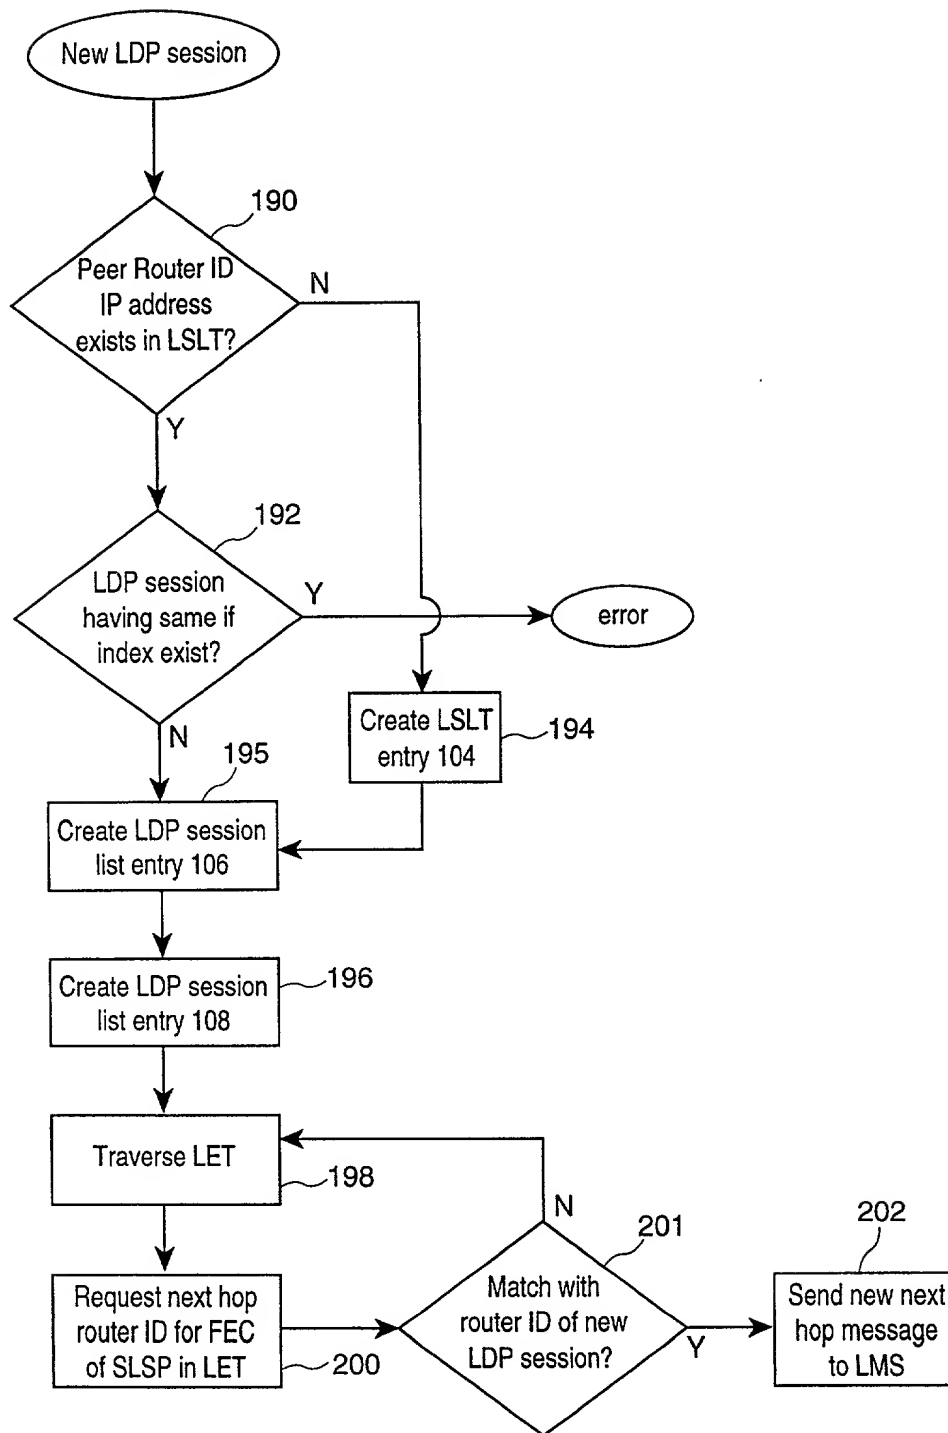 New LDP session
190
Peer Router ID
IP address
exists in LSLT?
N
Y
192
LDP session
having same if
index exist?
Y
error
N
Create LSLT
entry 104
194
195
Create LDP session
list entry 106
Create LDP session
list entry 108
196
Traverse LET
198
Request next hop
router ID for FEC
of SLSP in LET
200
N
201
Match with
router ID of new
LDP session?
Y
202
Send new next
hop message
to LMS